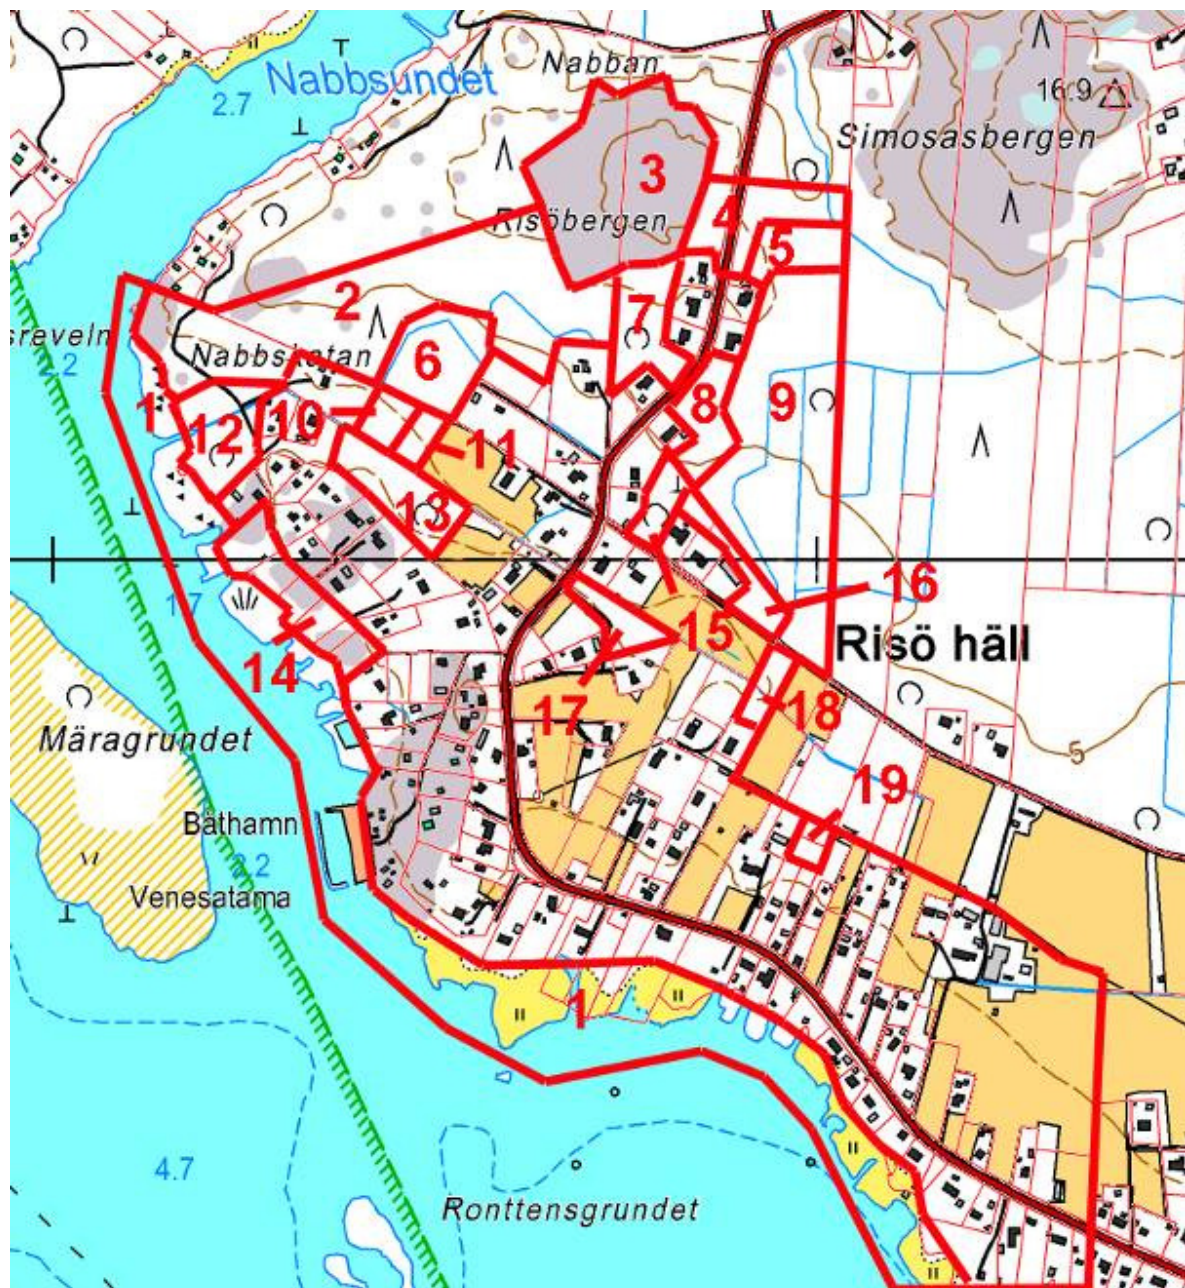 Nabban
Nabbsundet
2.7
16.9
Simosasbergen
3
Risöbergen
4
5
2
7
sreveln
2.2
Nabbskatan
6
8
9
1
10
12
11
13
16
17
15
Risö häll
14
18
17
Märagrundet
5
19
Båthamn
2.2
Venesatama
1
4.7
Ronttensgrundet